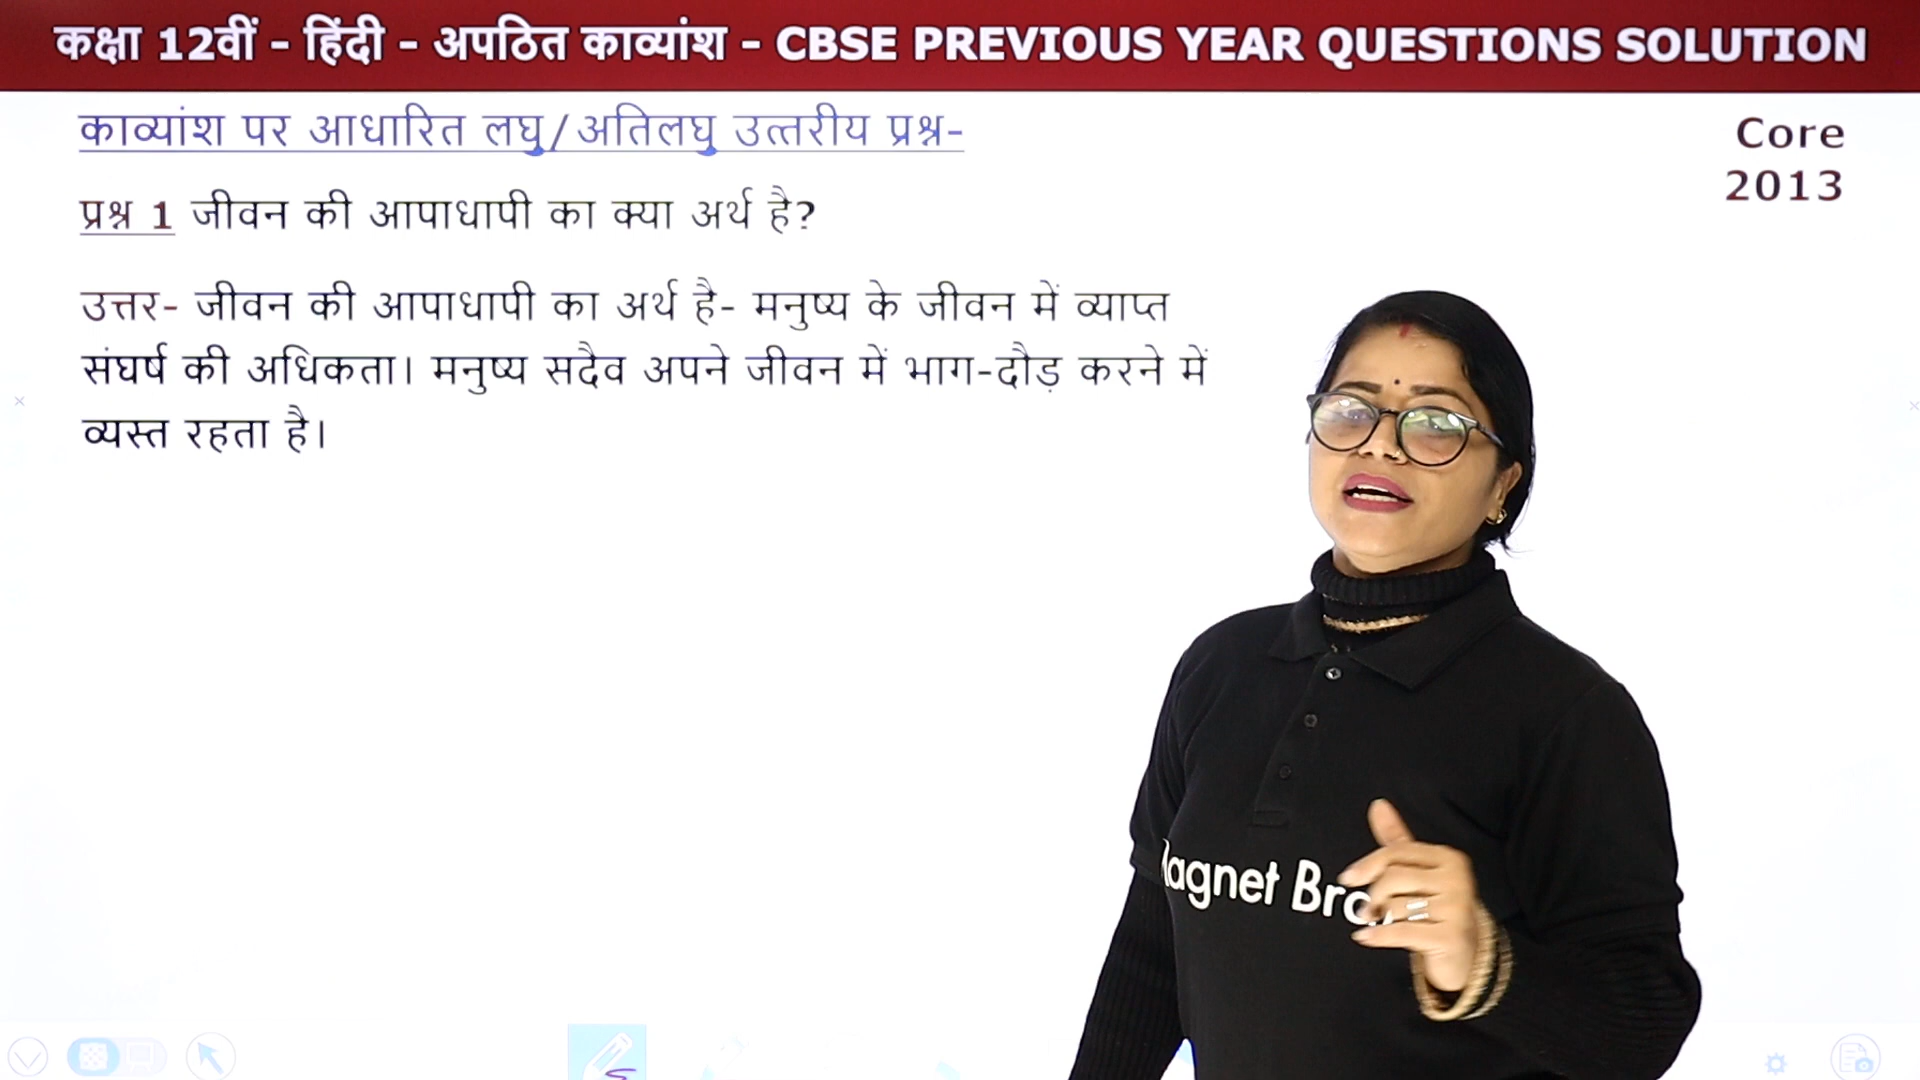 कक्षा 12वीं - हिंदी - अपठित काव्यांश - CBSE PREVIOUS YEAR QUESTIONS SOLUTION
काव्यांश पर आधारित लघु/अतिलघु उत्तरीय प्रश्न-
Core
2013
प्रश्न 1 जीवन की आपाधापी का क्या अर्थ है?
उत्तर- जीवन की आपाधापी का अर्थ है- मनुष्य के जीवन में व्याप्त
संघर्ष की अधिकता। मनुष्य सदैव अपने जीवन में भाग-दौड़ करने में
व्यस्त रहता है।